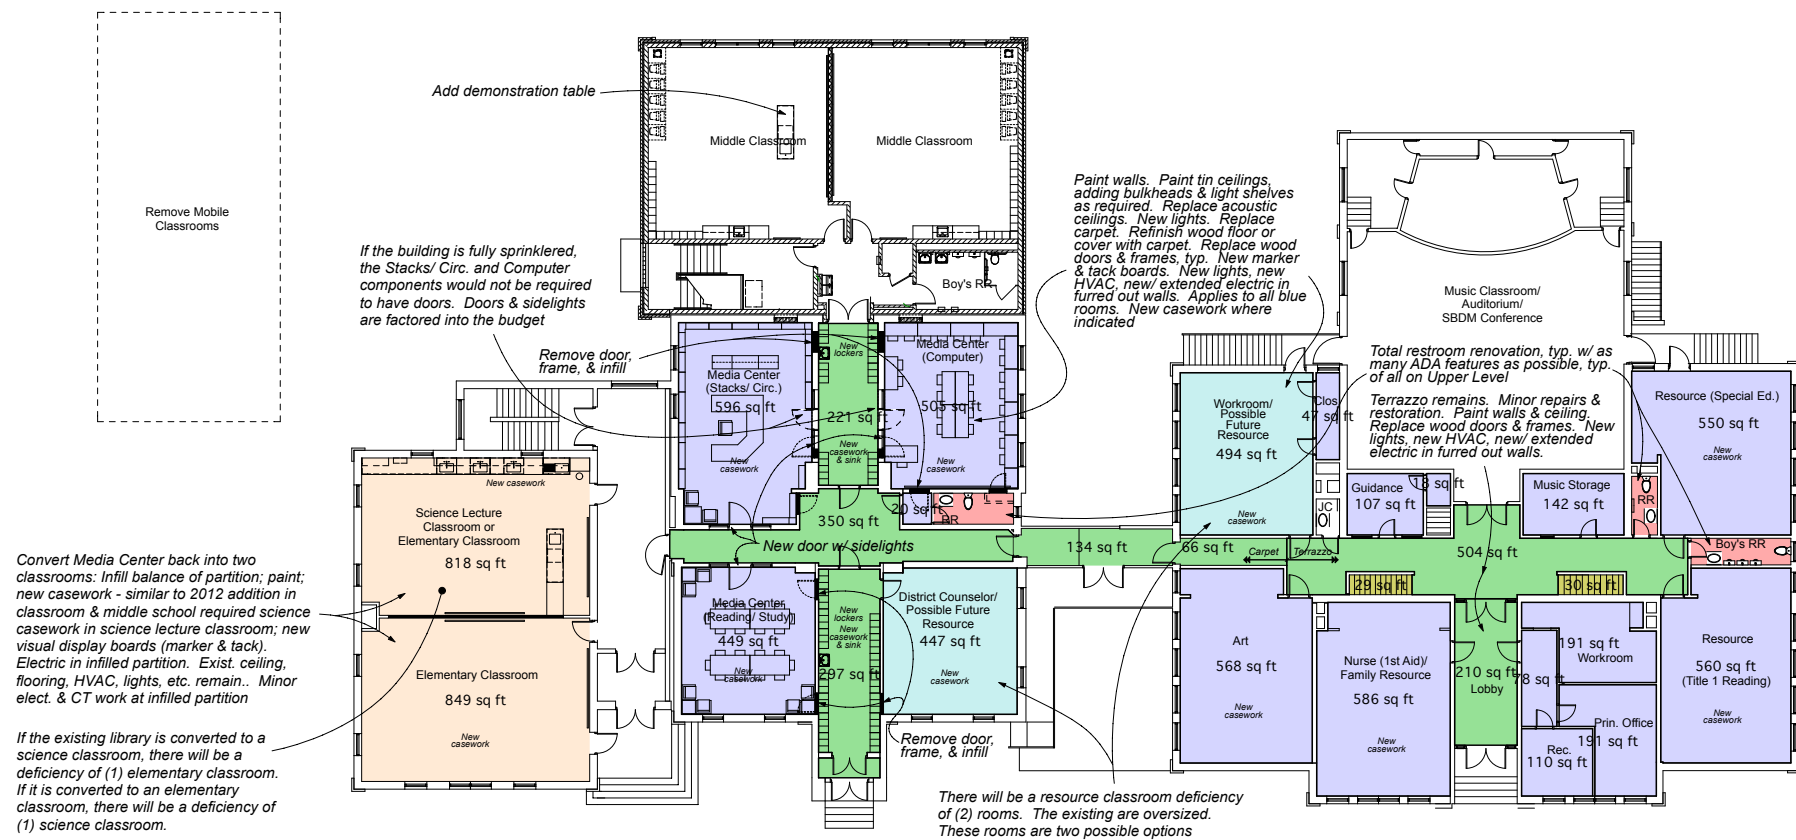 Remove Mobile
Classrooms
Add demonstration table
Middle Classroom
Middle Classroom
Boy's RR
If the building is fully sprinklered,
the Stacks/ Circ. and Computer
components would not be required
to have doors.  Doors & sidelights
are factored into the budget
Remove door,
frame, & infill
Paint walls.  Paint tin ceilings,
adding bulkheads & light shelves
as required.  Replace acoustic
ceilings.  New lights.  Replace
carpet.  Refinish wood floor or
cover with carpet.  Replace wood
doors & frames, typ.  New marker
& tack boards.  New lights, new
HVAC, new/ extended electric in
furred out walls.  Applies to all blue
rooms.  New casework where
indicated
Music Classroom/
Auditorium/
SBDM Conference
Total restroom renovation, typ. w/ as
many ADA features as possible, typ.
of all on Upper Level
Terrazzo remains.  Minor repairs &
restoration.  Paint walls & ceiling.
Replace wood doors & frames.  New
lights, new HVAC, new/ extended
electric in furred out walls.
Media Center
(Stacks/ Circ.)
596 sq ft
New
casework
New
lockers
221 sq ft
New
casework
& sink
Media Center
(Computer)
505 sq ft
New
casework
20 sq ft
RR
350 sq ft
New door w/ sidelights
134 sq ft
66 sq ft
Carpet
Terrazzo
Workroom/
Possible
Future
Resource
494 sq ft
New
casework
Clos
47 sq ft
JC
Guidance
107 sq ft
18 sq ft
Music Storage
142 sq ft
RR
Resource (Special Ed.)
550 sq ft
New
casework
Boy's RR
504 sq ft
29 sq ft
30 sq ft
New casework
Science Lecture
Classroom or
Elementary Classroom
818 sq ft
Elementary Classroom
849 sq ft
New
casework
Convert Media Center back into two
classrooms: Infill balance of partition; paint;
new casework - similar to 2012 addition in
classroom & middle school required science
casework in science lecture classroom; new
visual display boards (marker & tack).
Electric in infilled partition.  Exist. ceiling,
flooring, HVAC, lights, etc. remain..  Minor
elect. & CT work at infilled partition
If the existing library is converted to a
science classroom, there will be a
deficiency of (1) elementary classroom.
If it is converted to an elementary
classroom, there will be a deficiency of
(1) science classroom.
Media Center
(Reading/ Study)
449 sq ft
New
casework
New
lockers
New
casework
& sink
297 sq ft
District Counselor/
Possible Future
Resource
447 sq ft
New
casework
Remove door,
frame, & infill
There will be a resource classroom deficiency
of (2) rooms.  The existing are oversized.
These rooms are two possible options
Art
568 sq ft
New
casework
Nurse (1st Aid)/
Family Resource
586 sq ft
New
casework
210 sq ft
Lobby
191 sq ft
Workroom
78 sq ft
Prin. Office
191 sq ft
Rec.
110 sq ft
Resource
560 sq ft
(Title 1 Reading)
New
casework